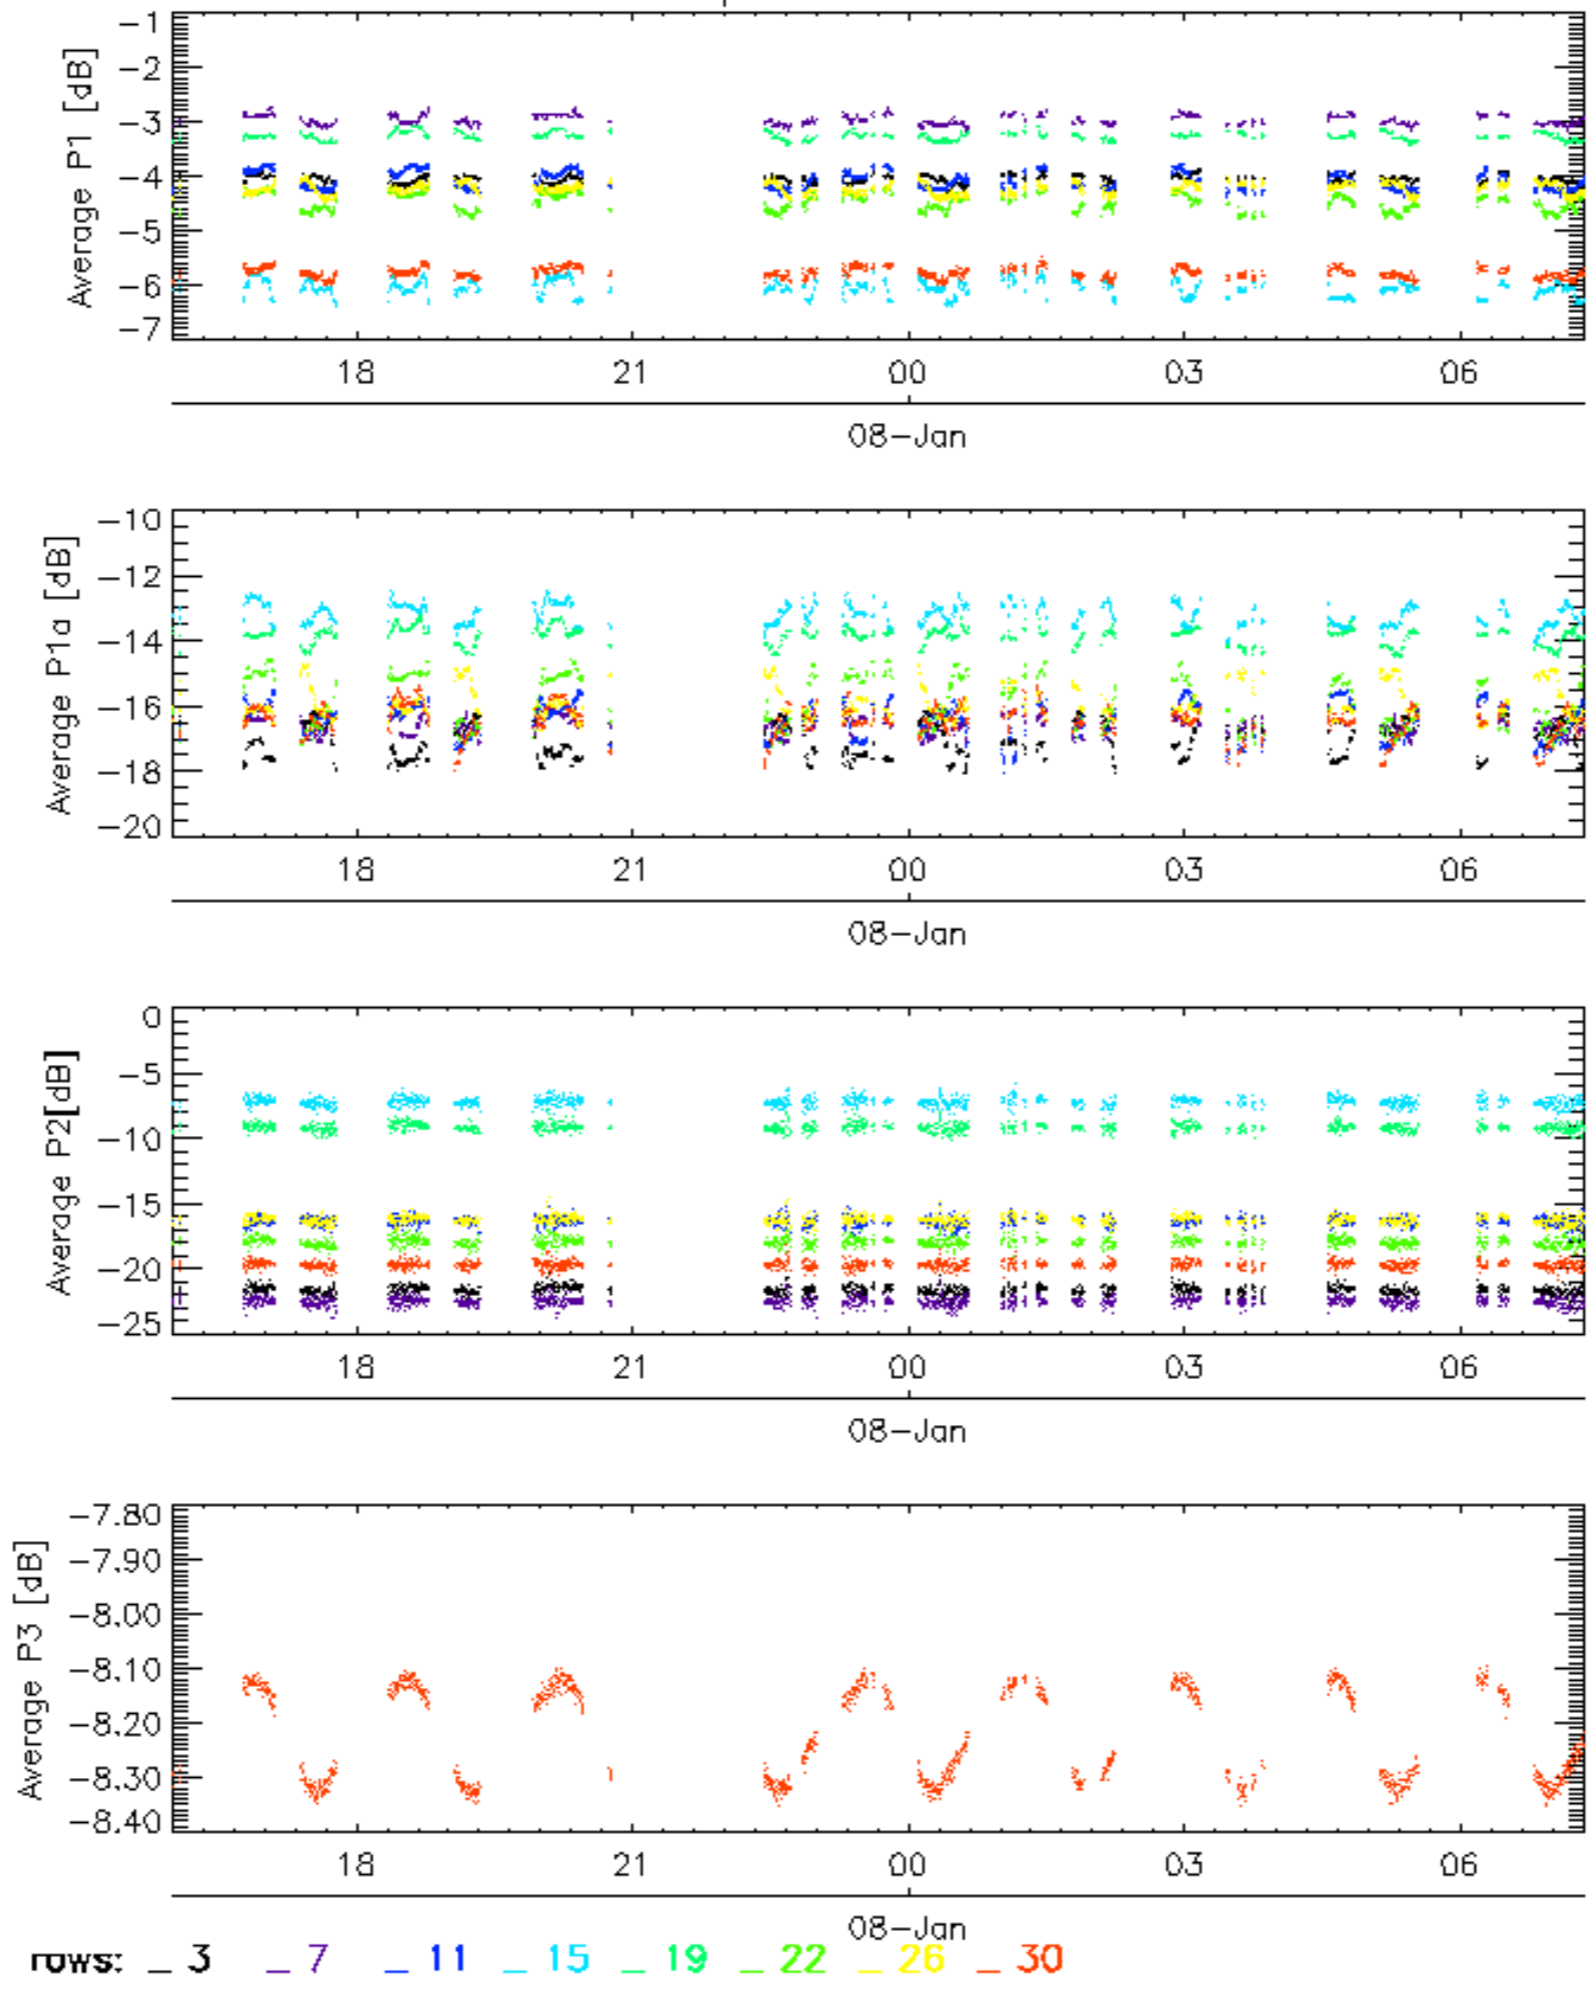 Average P1 [dB]
-1
-2
-3
-4
-5
-6
-7
18 21 00 03 06
08-Jan
Average P1a [dB]
-10
-12
-14
-16
-18
-20
18 21 00 03 06
08-Jan
Average P2[dB]
0
-5
-10
-15
-20
-25
18 21 00 03 06
08-Jan
Average P3 [dB]
-7.80
-7.90
-8.00
-8.10
-8.20
-8.30
-8.40
18 21 00 03 06
08-Jan
rows: _ 3 _ 7 _ 11 _ 15 _ 19 _ 22 _ 26 _ 30